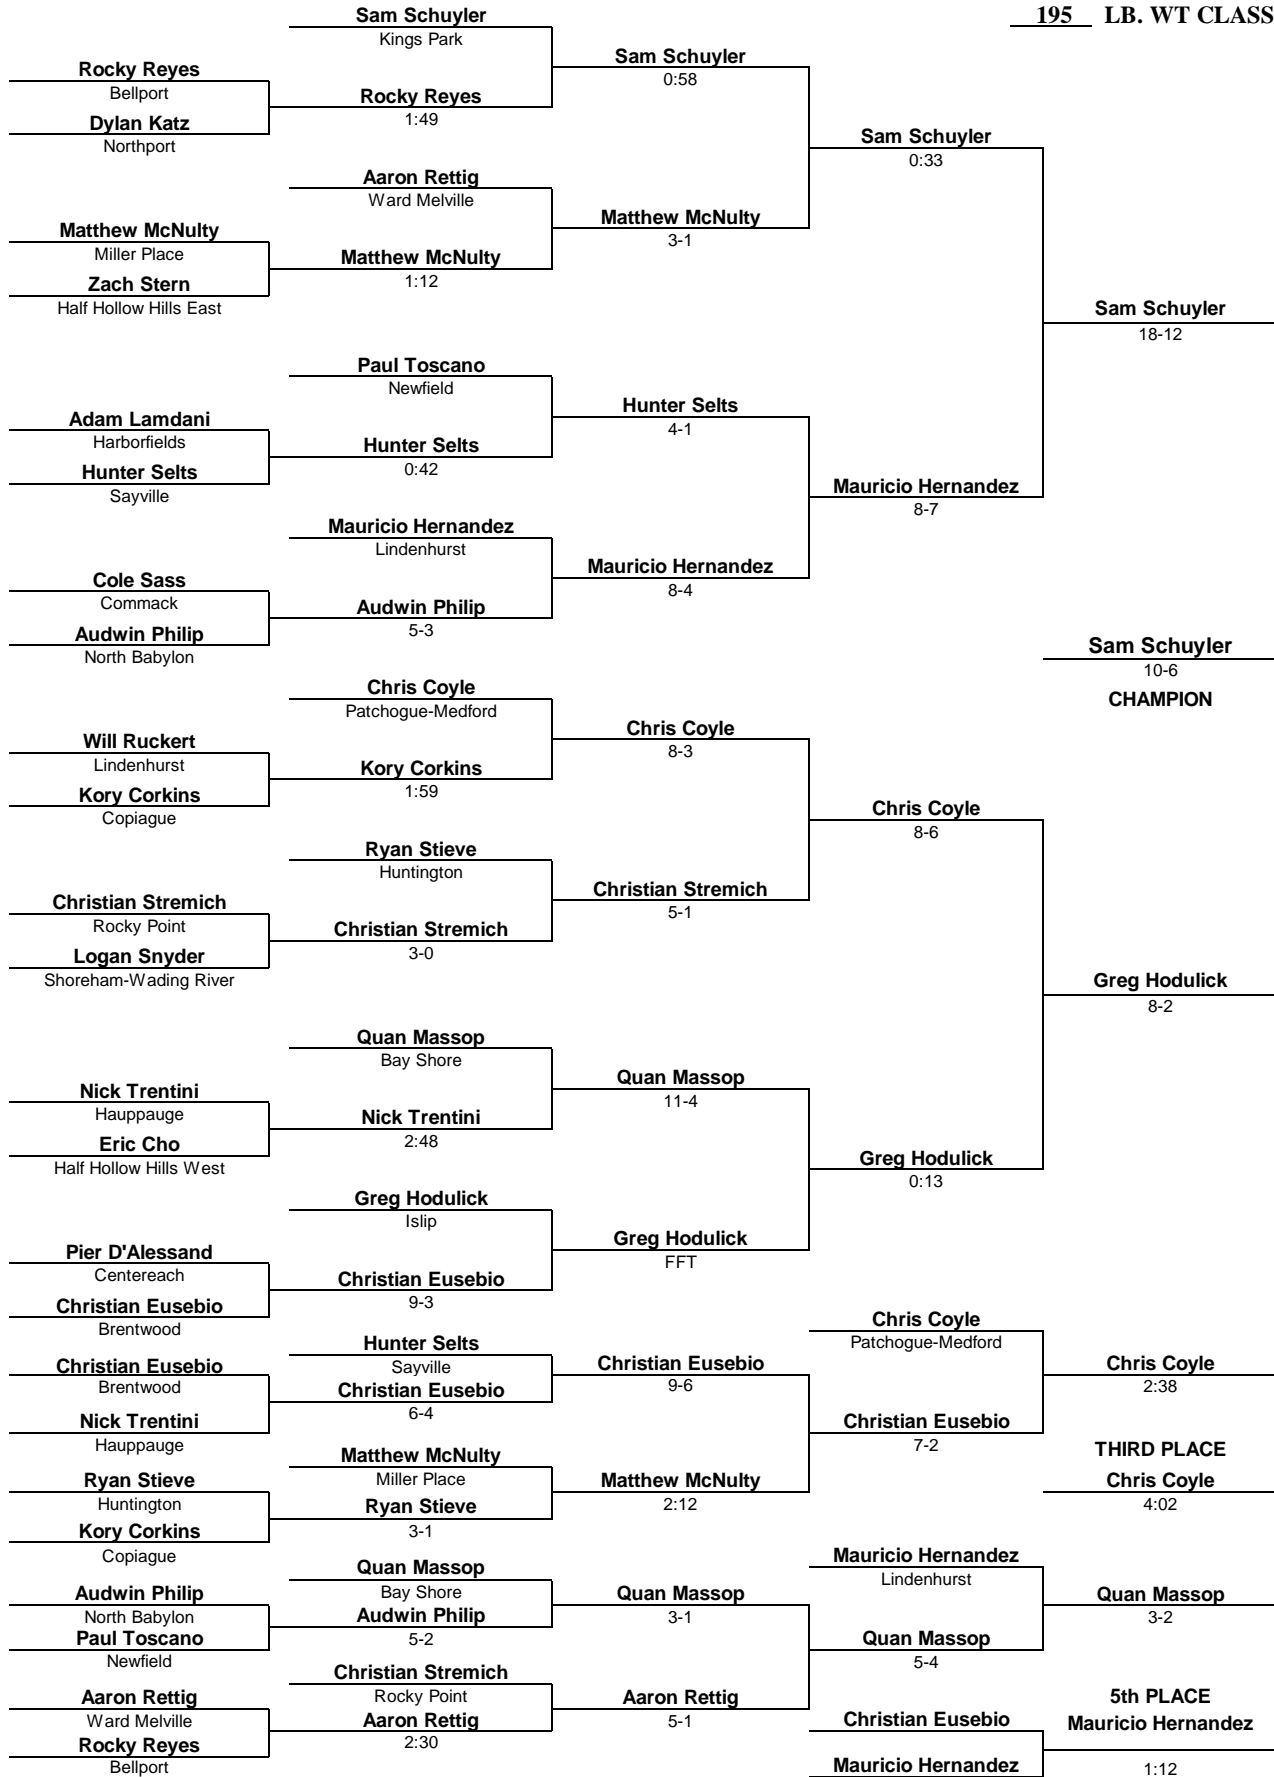 195 LB. WT CLASS
Sam Schuyler
Kings Park
Sam Schuyler
0:58
Rocky Reyes
Bellport
Rocky Reyes
1:49
Dylan Katz
Northport
Sam Schuyler
0:33
Aaron Rettig
Ward Melville
Matthew McNulty
3-1
Matthew McNulty
Miller Place
Matthew McNulty
1:12
Zach Stern
Half Hollow Hills East
Sam Schuyler
18-12
Paul Toscano
Newfield
Hunter Selts
4-1
Adam Lamdani
Harborfields
Hunter Selts
0:42
Hunter Selts
Sayville
Mauricio Hernandez
8-7
Mauricio Hernandez
Lindenhurst
Mauricio Hernandez
8-4
Cole Sass
Commack
Audwin Philip
5-3
Audwin Philip
North Babylon
Sam Schuyler
10-6
CHAMPION
Chris Coyle
Patchogue-Medford
Chris Coyle
8-3
Will Ruckert
Lindenhurst
Kory Corkins
1:59
Kory Corkins
Copiague
Chris Coyle
8-6
Ryan Stieve
Huntington
Christian Stremich
5-1
Christian Stremich
Rocky Point
Christian Stremich
3-0
Logan Snyder
Shoreham-Wading River
Greg Hodulick
8-2
Quan Massop
Bay Shore
Quan Massop
11-4
Nick Trentini
Hauppauge
Nick Trentini
2:48
Eric Cho
Half Hollow Hills West
Greg Hodulick
0:13
Greg Hodulick
Islip
Greg Hodulick
FFT
Pier D'Alessand
Centereach
Christian Eusebio
9-3
Christian Eusebio
Brentwood
Chris Coyle
Patchogue-Medford
Hunter Selts
Sayville
Christian Eusebio
9-6
Chris Coyle
2:38
Christian Eusebio
Brentwood
Christian Eusebio
6-4
Nick Trentini
Hauppauge
Christian Eusebio
7-2
THIRD PLACE
Chris Coyle
4:02
Matthew McNulty
Miller Place
Matthew McNulty
2:12
Ryan Stieve
Huntington
Ryan Stieve
3-1
Kory Corkins
Copiague
Mauricio Hernandez
Lindenhurst
Quan Massop
Bay Shore
Quan Massop
3-1
Quan Massop
3-2
Audwin Philip
North Babylon
Audwin Philip
5-2
Paul Toscano
Newfield
Quan Massop
5-4
Christian Stremich
Rocky Point
Aaron Rettig
5-1
5th PLACE
Mauricio Hernandez
1:12
Aaron Rettig
Ward Melville
Aaron Rettig
2:30
Christian Eusebio
Rocky Reyes
Bellport
Mauricio Hernandez